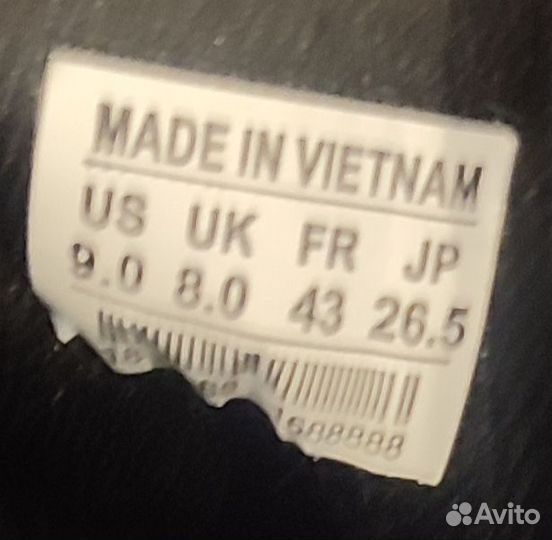 MADE IN VIETNAM
US UK FR JP
9.0 8.0 43 26.5
Avito